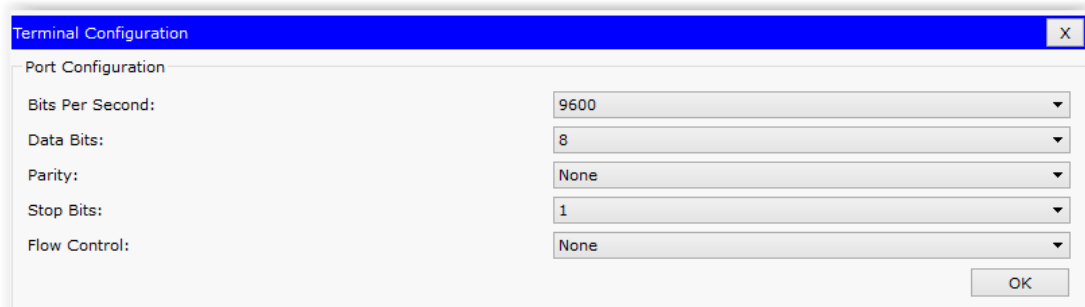 Terminal Configuration X
Port Configuration
Bits Per Second: 9600
Data Bits: 8
Parity: None
Stop Bits: 1
Flow Control: None
OK